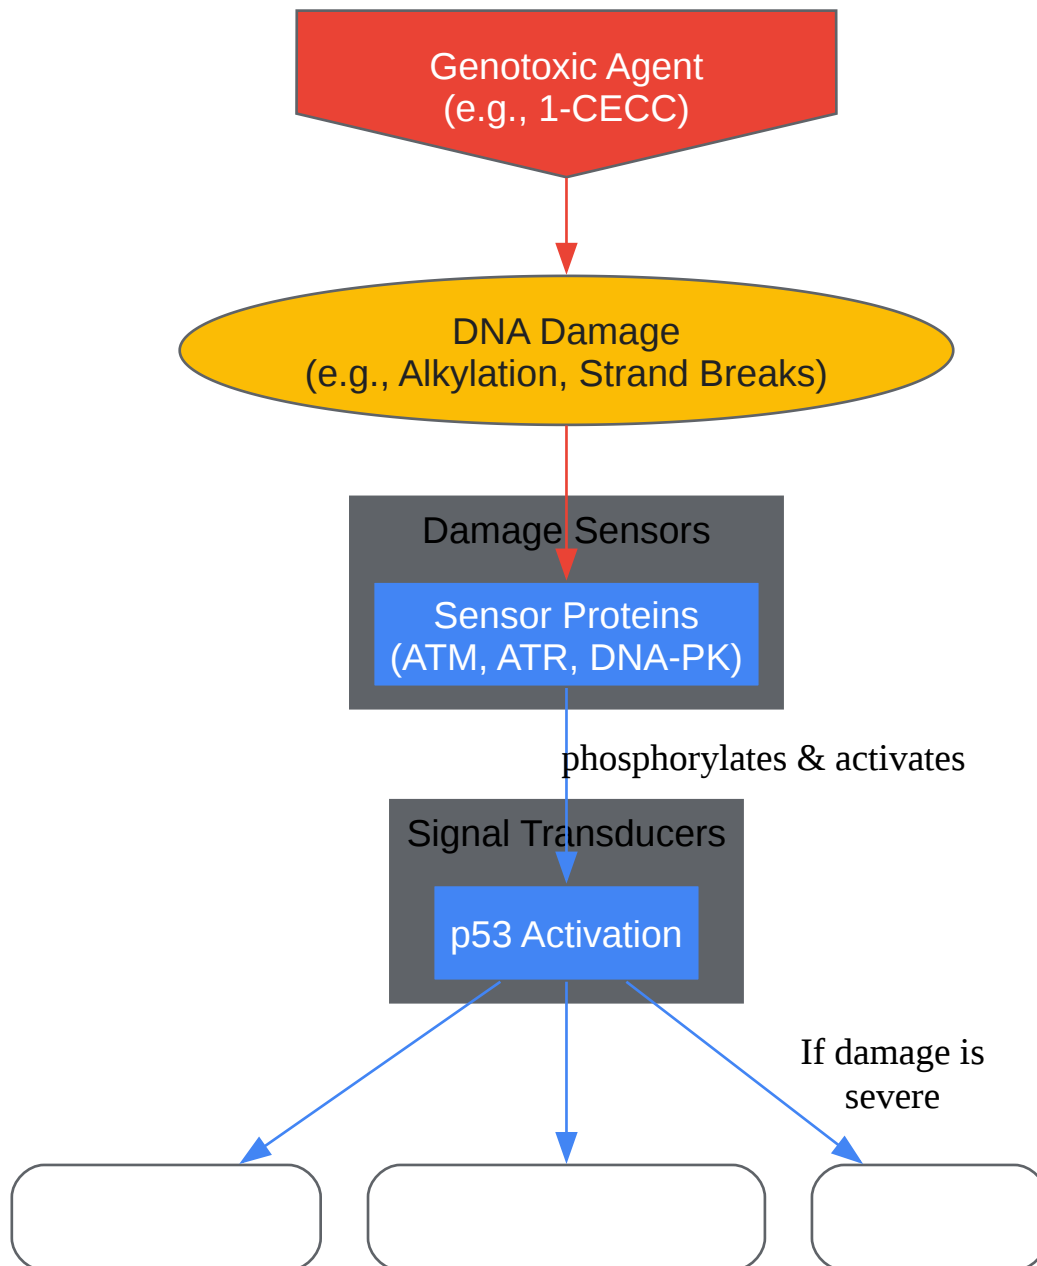 Genotoxic Agent
(e.g., 1-CECC)
DNA Damage
(e.g., Alkylation, Strand Breaks)
Damage Sensors
Sensor Proteins
(ATM, ATR, DNA-PK)
phosphorylates & activates
Signal Transducers
p53 Activation
If damage is
severe